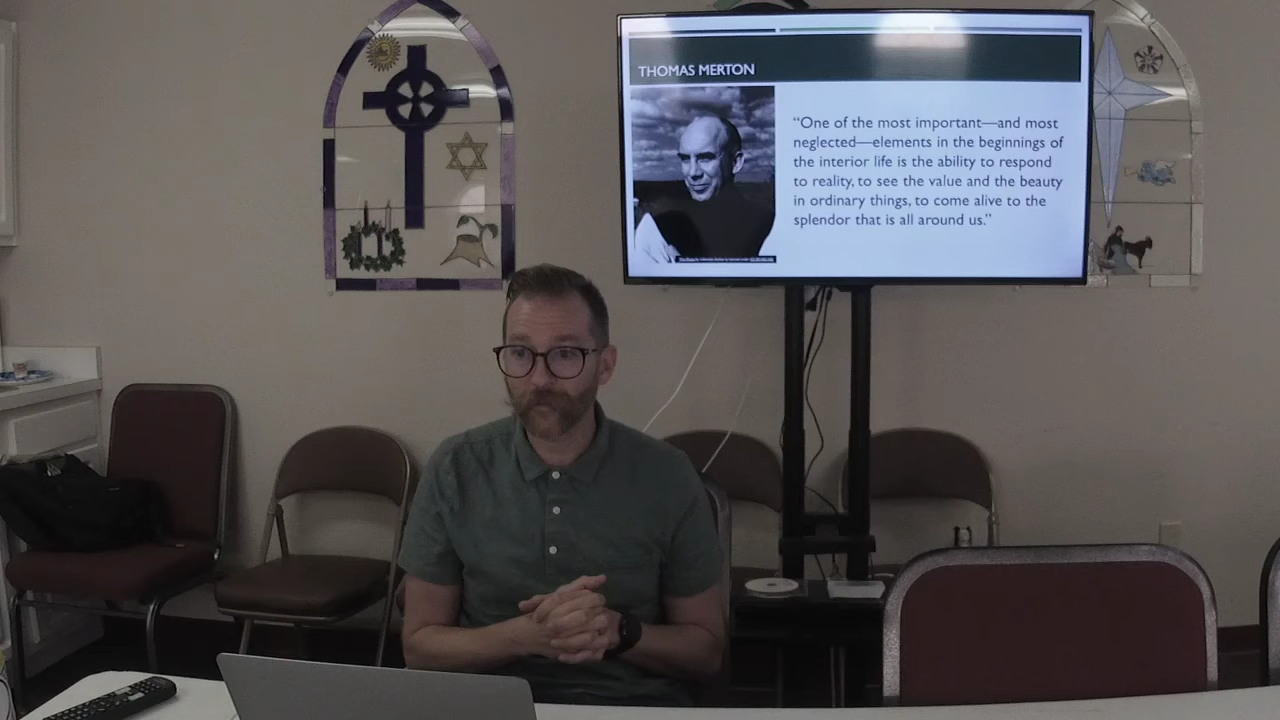 THOMAS MERTON
“One of the most important—and most
neglected—elements in the beginnings of
the interior life is the ability to respond
to reality, to see the value and the beauty
in ordinary things, to come alive to the
splendor that is all around us.”